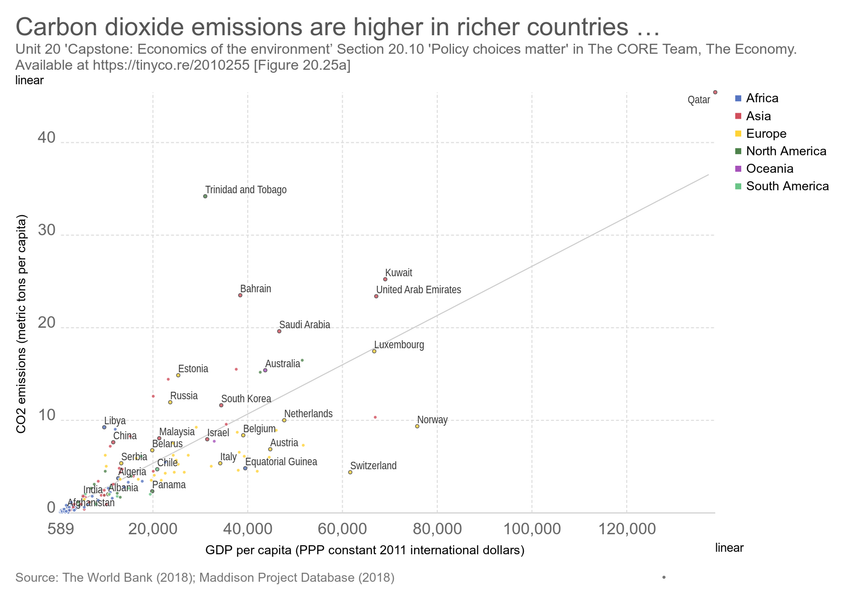 Carbon dioxide emissions are higher in richer countries …
Unit 20 'Capstone: Economics of the environment’ Section 20.10 'Policy choices matter' in The CORE Team, The Economy.
Available at https://tinyco.re/2010255 [Figure 20.25a]
linear
Qatar
Africa
Asia
Europe
North America
Oceania
South America
40
Trinidad and Tobago
30
Kuwait
Bahrain
United Arab Emirates
20
Saudi Arabia
Luxembourg
Australia
Estonia
Russia
South Korea
10
Netherlands
Libya
Norway
China
Malaysia
Israel
Belgium
Belarus
Austria
Serbia
Chile
Italy
Equatorial Guinea
Switzerland
Algeria
India
Albania
Panama
Afghanistan
0
589
20,000
40,000
60,000
80,000
100,000
120,000
CO2 emissions (metric tons per capita)
GDP per capita (PPP constant 2011 international dollars)
linear
Source: The World Bank (2018); Maddison Project Database (2018)